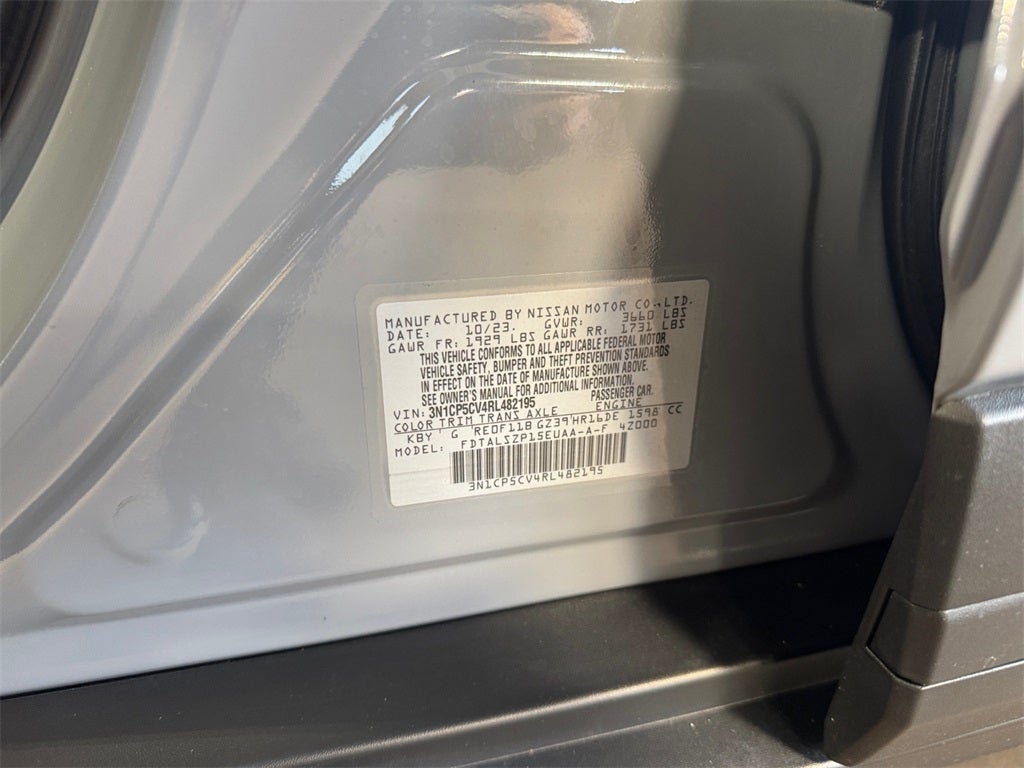 MANUFACTURED BY NISSAN MOTOR CO.,LTD.
DATE: 10/23. GVWR: 3660 LBS
GAWR FR: 1929 LBS GAWR RR: 1731 LBS
THIS VEHICLE CONFORMS TO ALL APPLICABLE FEDERAL MOTOR
VEHICLE SAFETY, BUMPER AND THEFT PREVENTION STANDARDS
IN EFFECT ON THE DATE OF MANUFACTURE SHOWN ABOVE.
SEE OWNER'S MANUAL FOR ADDITIONAL INFORMATION.
VIN: 3N1CP5CV4RL482195 PASSENGER CAR.
COLOR TRIM TRANS AXLE ENGINE
KBY G RE0F11B GZ39 HR16DE 1598 CC
MODEL: FDTALSZP15EUAA-A-F 4Z000
3N1CP5CV4RL482195